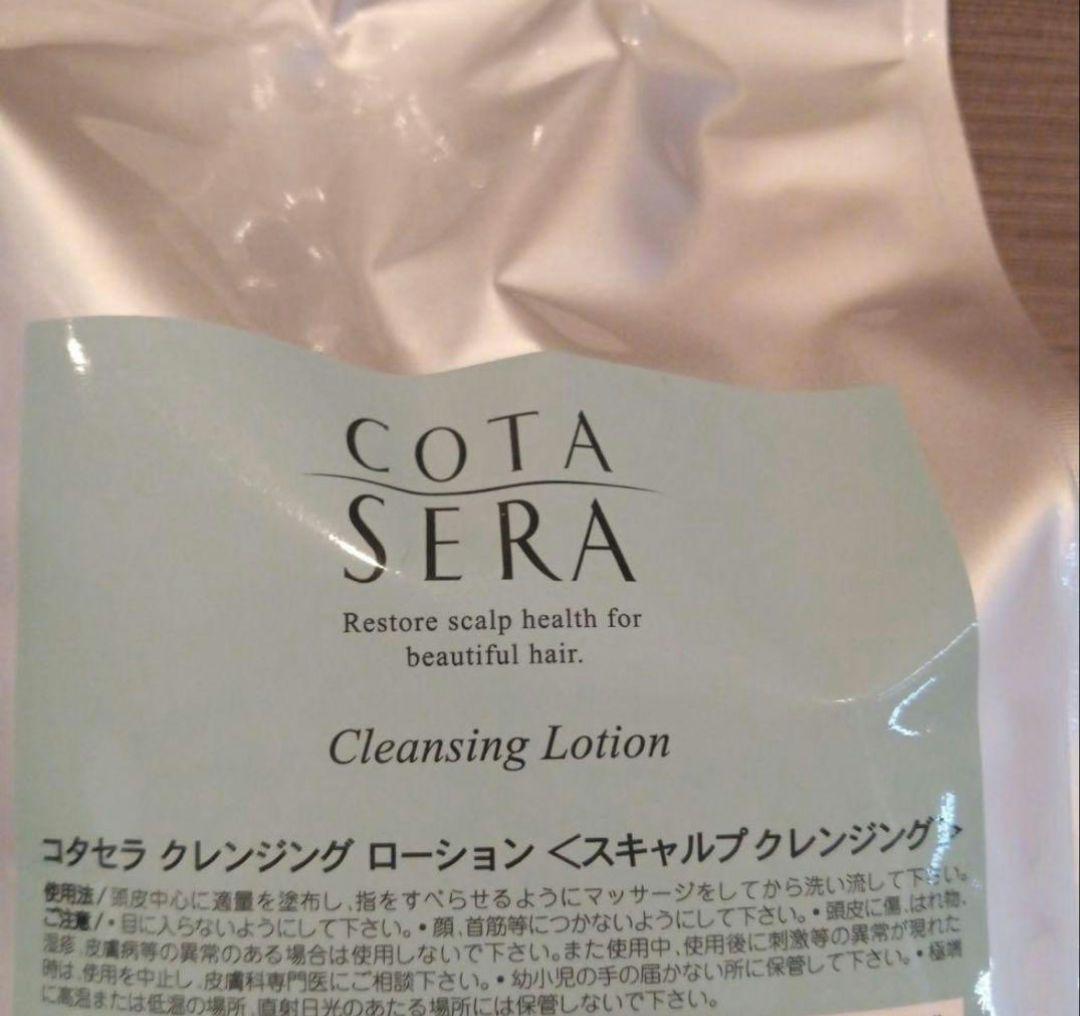 COTA
SERA
Restore scalp health for
beautiful hair.
Cleansing Lotion
コタセラ クレンジング ローション <スキャルプ クレンジング>
使用法/頭皮中心に適量を塗布し、指をすべらせるようにマッサージをしてから洗い流して下さい。
ご注意/・目に入らないようにして下さい。・顔、首筋等につかないようにして下さい。・頭皮に傷、はれ物、
湿疹、皮膚病等の異常のある場合は使用しないで下さい。また使用中、使用後に刺激等の異常が現れた
時は、使用を中止し、皮膚科専門医にご相談下さい。・幼小児の手の届かない所に保管して下さい。・極端
に高温または低温の場所、直射日光のあたる場所には保管しないで下さい。